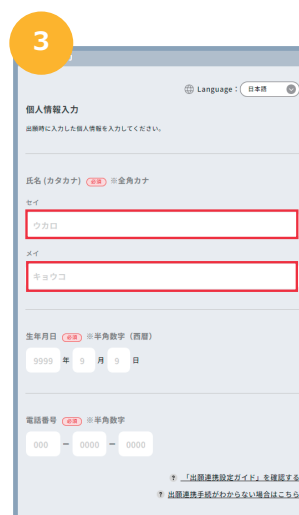 3
Language : 日本語
個人情報入力
出願時に入力した個人情報を入力してください。
氏名 (カタカナ) 必須 ※全角カナ
セイ
ウカロ
メイ
キョウコ
生年月日 必須 ※半角数字（西暦）
9999 年 9 月 9 日
電話番号 必須 ※半角数字
000 - 0000 - 0000
? 「出願連携設定ガイド」を確認する
? 出願連携手続がわからない場合はこちら